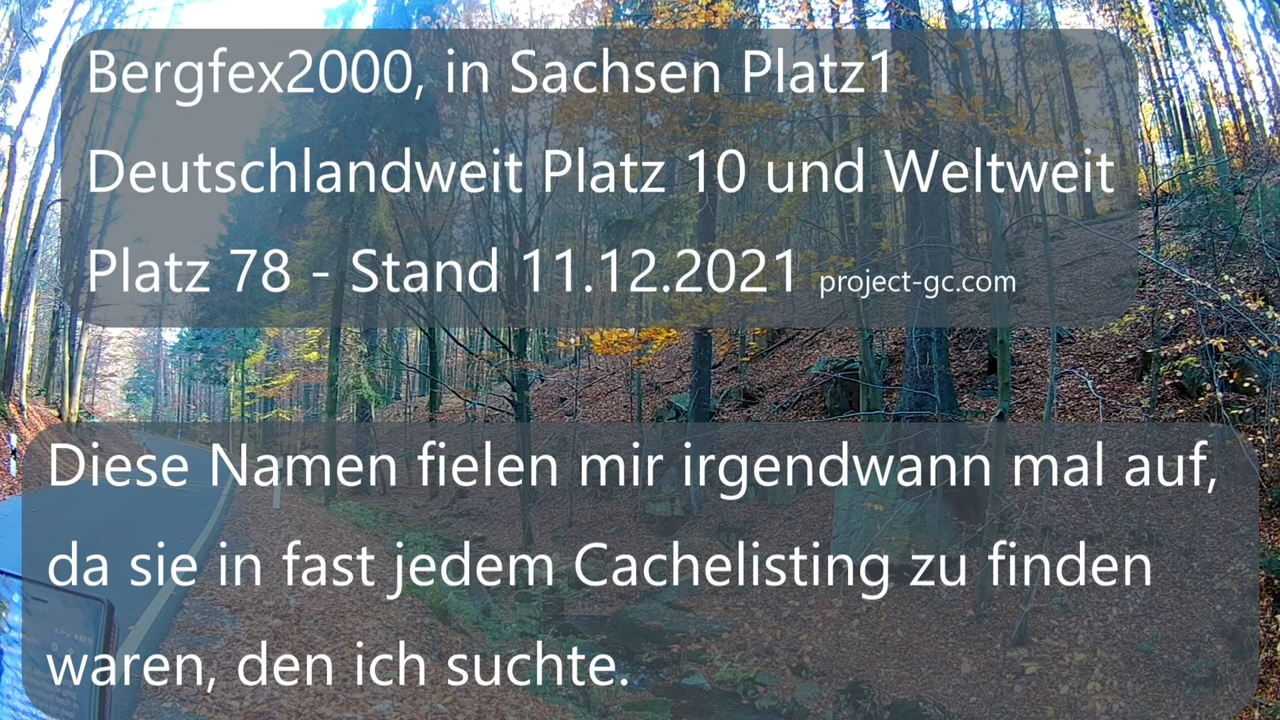 Bergfex2000, in Sachsen Platz1
Deutschlandweit Platz 10 und Weltweit
Platz 78 - Stand 11.12.2021 project-gc.com
Diese Namen fielen mir irgendwann mal auf,
da sie in fast jedem Cachelisting zu finden
waren, den ich suchte.